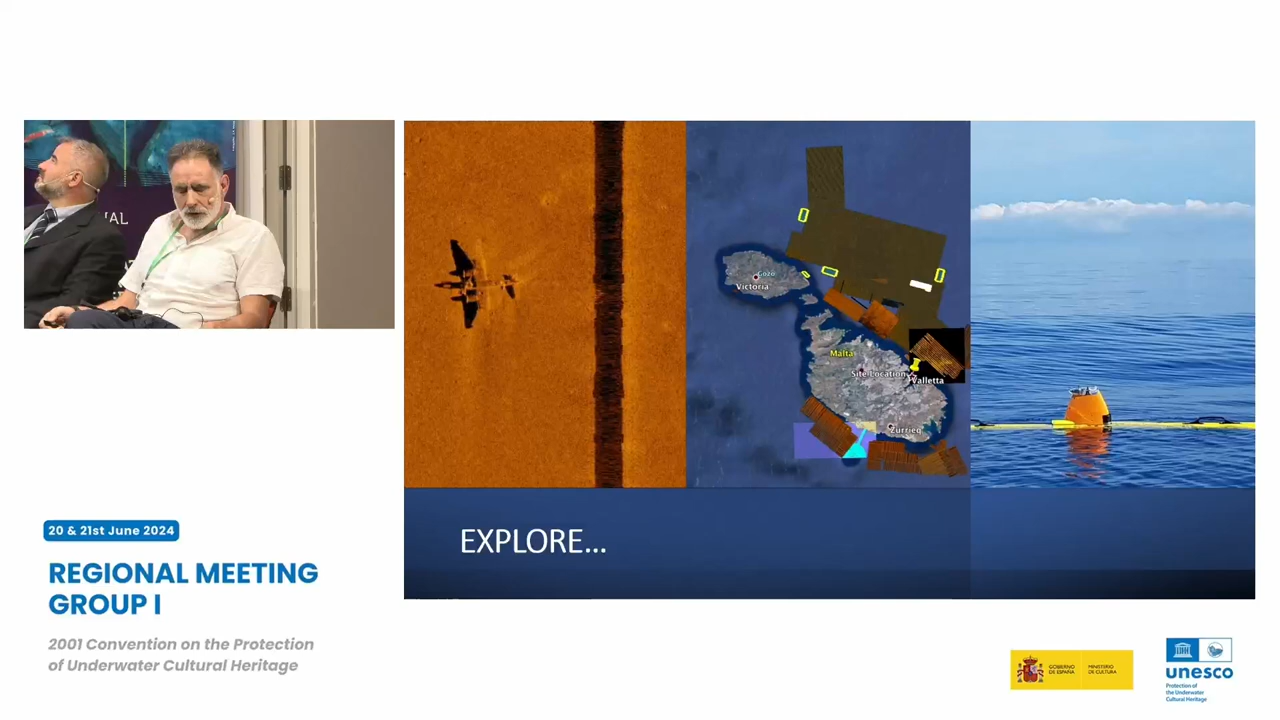 NAL
Gozo
Victoria
Malta
Site Location
Valletta
Zurrieq
EXPLORE...
20 & 21st June 2024
REGIONAL MEETING
GROUP I
2001 Convention on the Protection
of Underwater Cultural Heritage
GOBIERNO
DE ESPAÑA
MINISTERIO
DE CULTURA
unesco
Protection of
the Underwater
Cultural Heritage